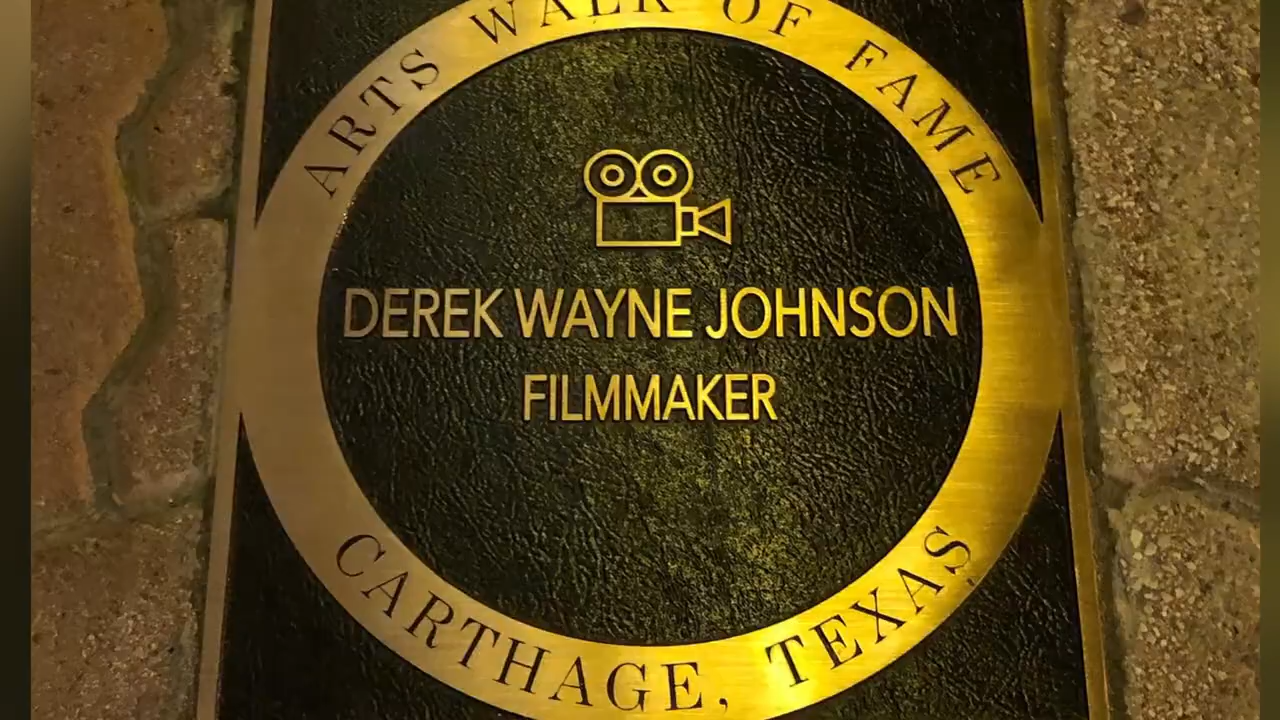 ARTS WALK OF FAME
DEREK WAYNE JOHNSON
FILMMAKER
CARTHAGE, TEXAS